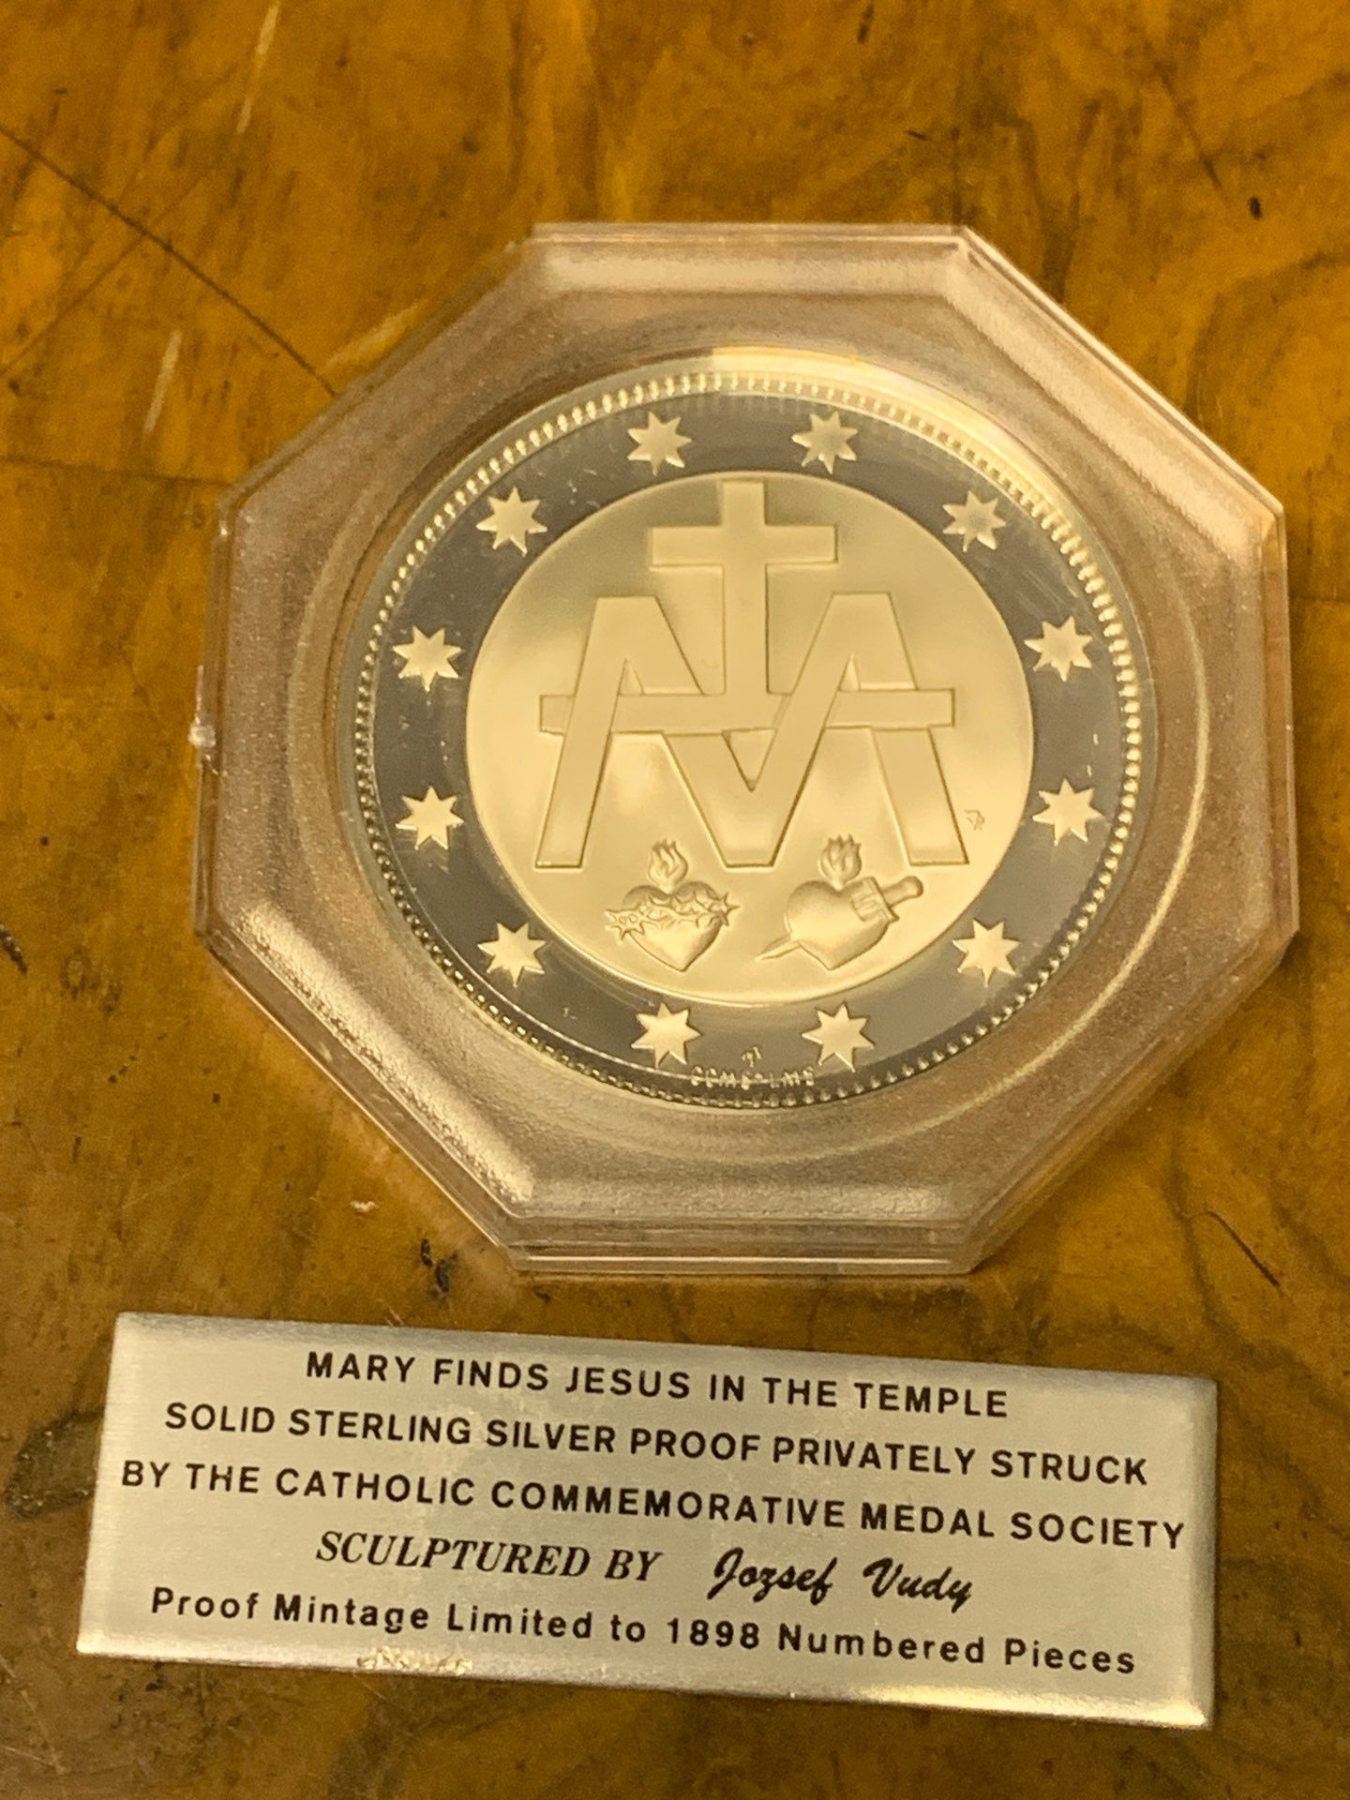 MARY FINDS JESUS IN THE TEMPLE
SOLID STERLING SILVER PROOF PRIVATELY STRUCK
BY THE CATHOLIC COMMEMORATIVE MEDAL SOCIETY
SCULPTURED BY Jozsef Vudy
Proof Mintage Limited to 1898 Numbered Pieces